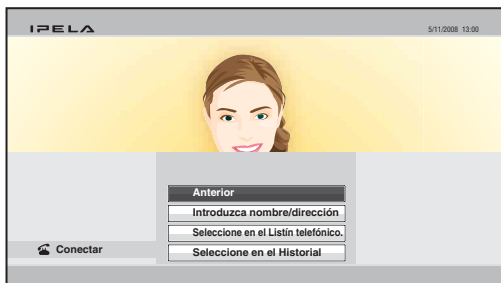 IPELA
5/11/2008 13:00
Anterior
Introduzca nombre/dirección
Seleccione en el Listín telefónico.
Conectar
Seleccione en el Historial